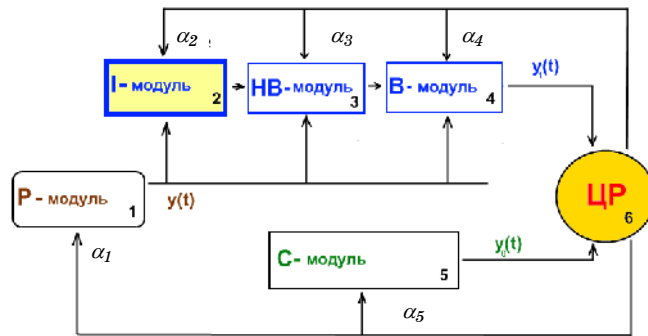 α2
α3
α4
I- модуль
2
НВ-модуль
3
В- модуль
4
y₁(t)
Р- модуль
1
y(t)
ЦР
6
α1
С- модуль
5
y₀(t)
α5